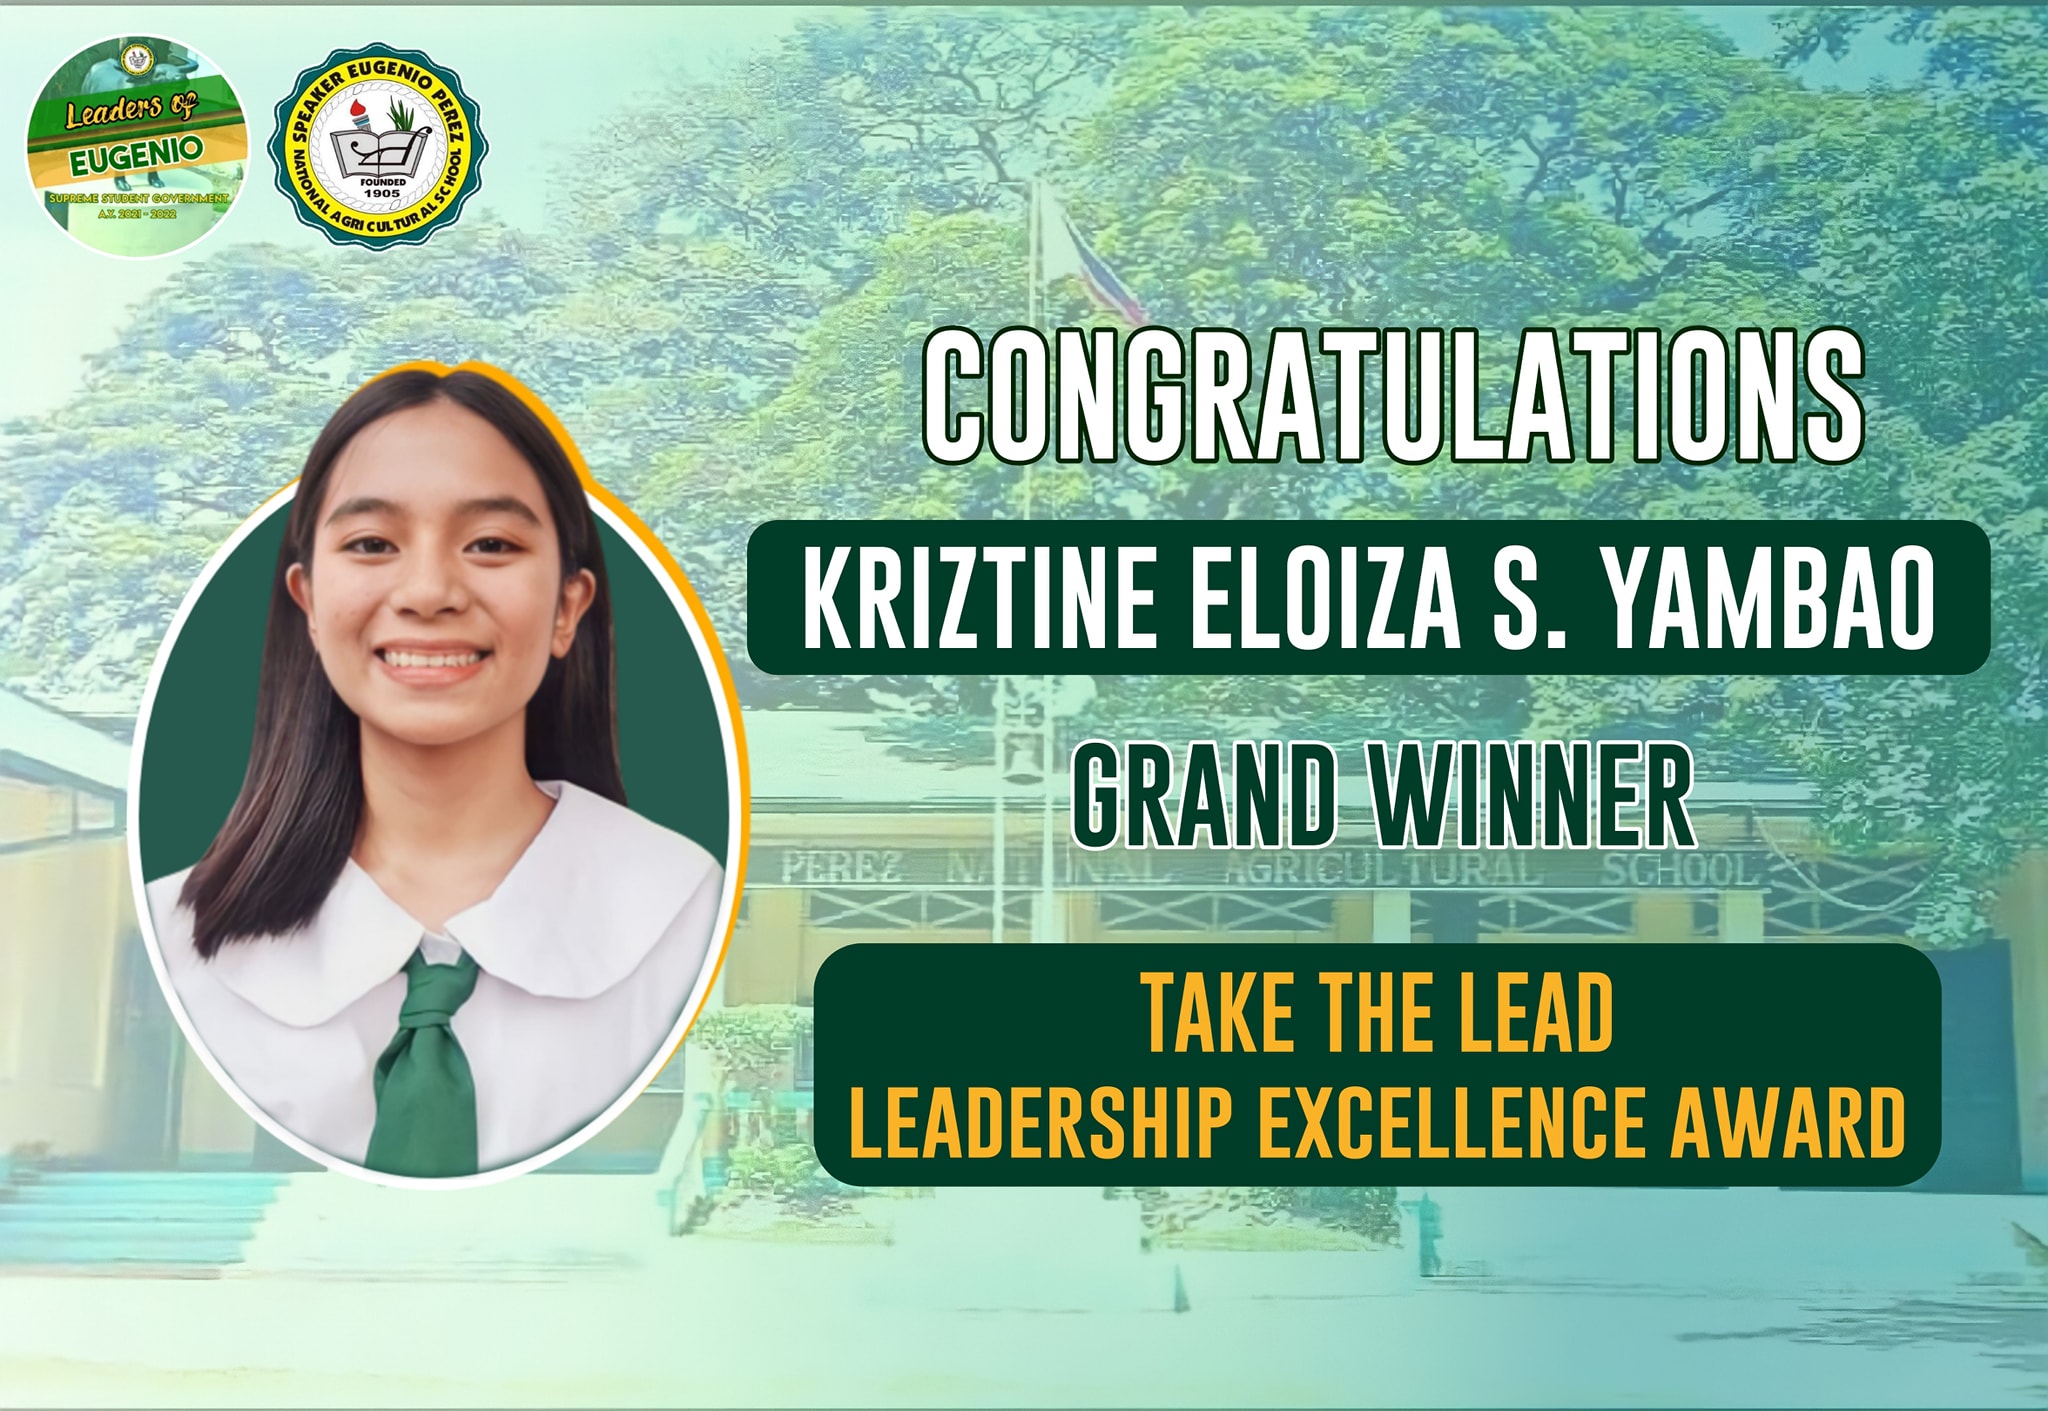 Leaders of
EUGENIO
SUPREME STUDENT GOVERNMENT
A.Y. 2021 - 2022
SPEAKER EUGENIO PEREZ
NATIONAL AGRICULTURAL SCHOOL
FOUNDED
1905
CONGRATULATIONS
KRIZTINE ELOIZA S. YAMBAO
GRAND WINNER
PEREZ NATIONAL AGRICULTURAL SCHOOL
TAKE THE LEAD
LEADERSHIP EXCELLENCE AWARD